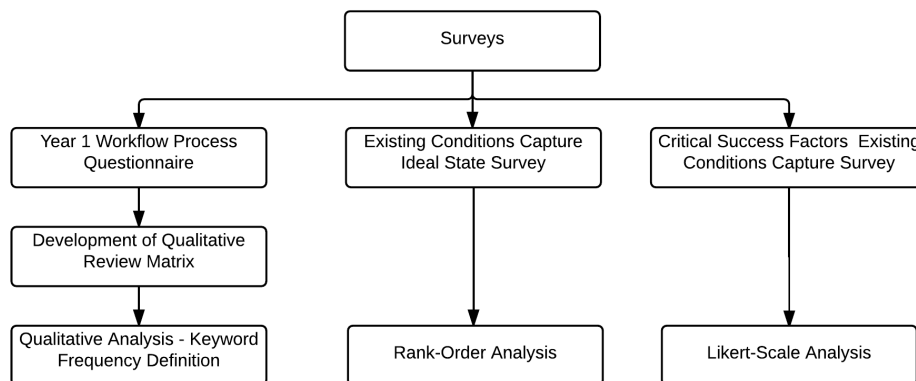 Surveys
Year 1 Workflow Process
Questionnaire
Existing Conditions Capture
Ideal State Survey
Critical Success Factors  Existing
Conditions Capture Survey
Development of Qualitative
Review Matrix
Qualitative Analysis - Keyword
Frequency Definition
Rank-Order Analysis
Likert-Scale Analysis